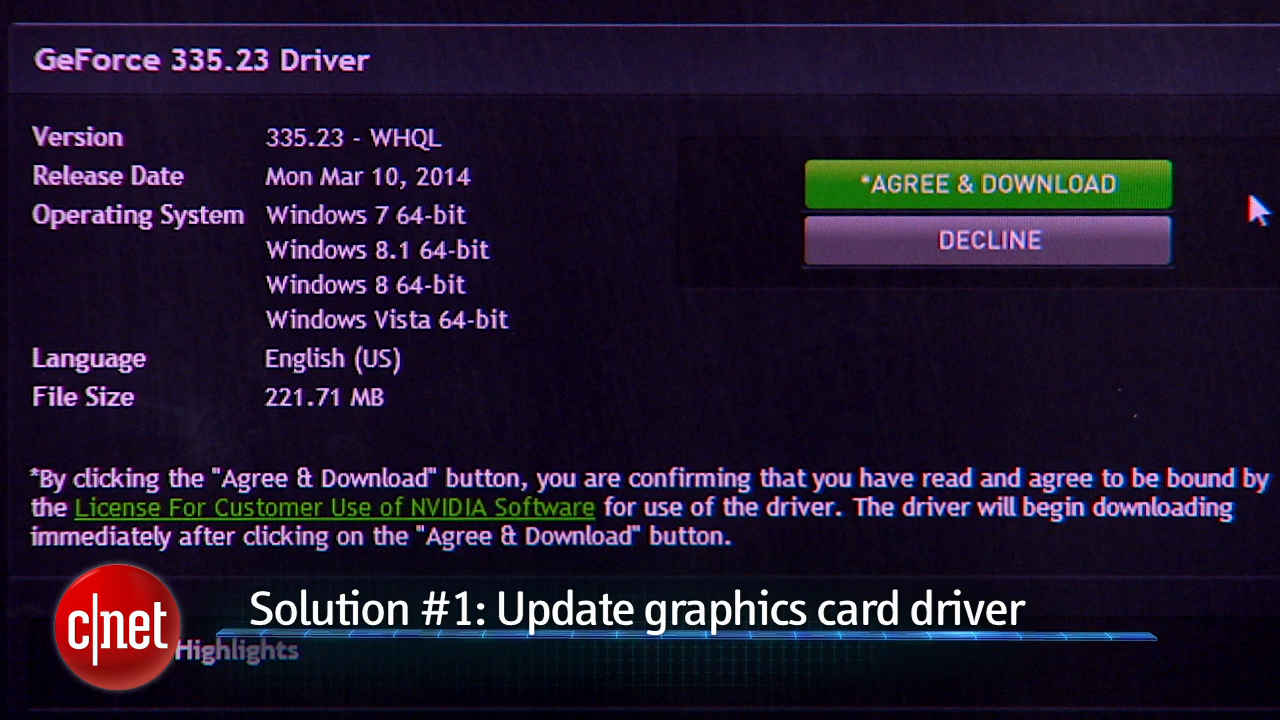 GeForce 335.23 Driver
Version 335.23 - WHQL
Release Date Mon Mar 10, 2014
Operating System Windows 7 64-bit
Windows 8.1 64-bit
Windows 8 64-bit
Windows Vista 64-bit
Language English (US)
File Size 221.71 MB
*AGREE & DOWNLOAD
DECLINE
*By clicking the "Agree & Download" button, you are confirming that you have read and agree to be bound by
the License For Customer Use of NVIDIA Software for use of the driver. The driver will begin downloading
immediately after clicking on the "Agree & Download" button.
Solution #1: Update graphics card driver
c|net
Highlights